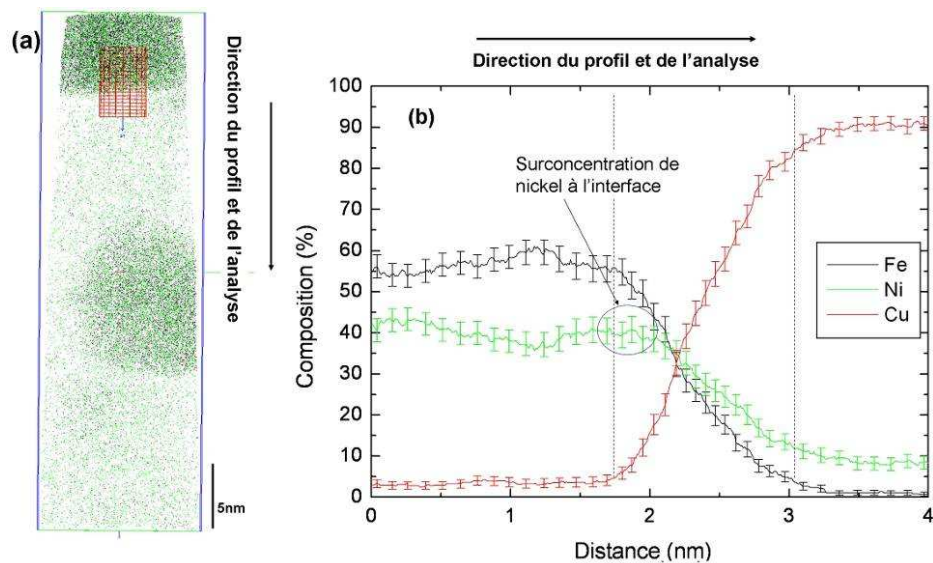 (a)
Direction du profil et de l'analyse
5nm
Direction du profil et de l'analyse
(b)
Surconcentration de
nickel à l'interface
Composition (%)
100
90
80
70
60
50
40
30
20
10
0
Fe
Ni
Cu
0 1 2 3 4
Distance (nm)